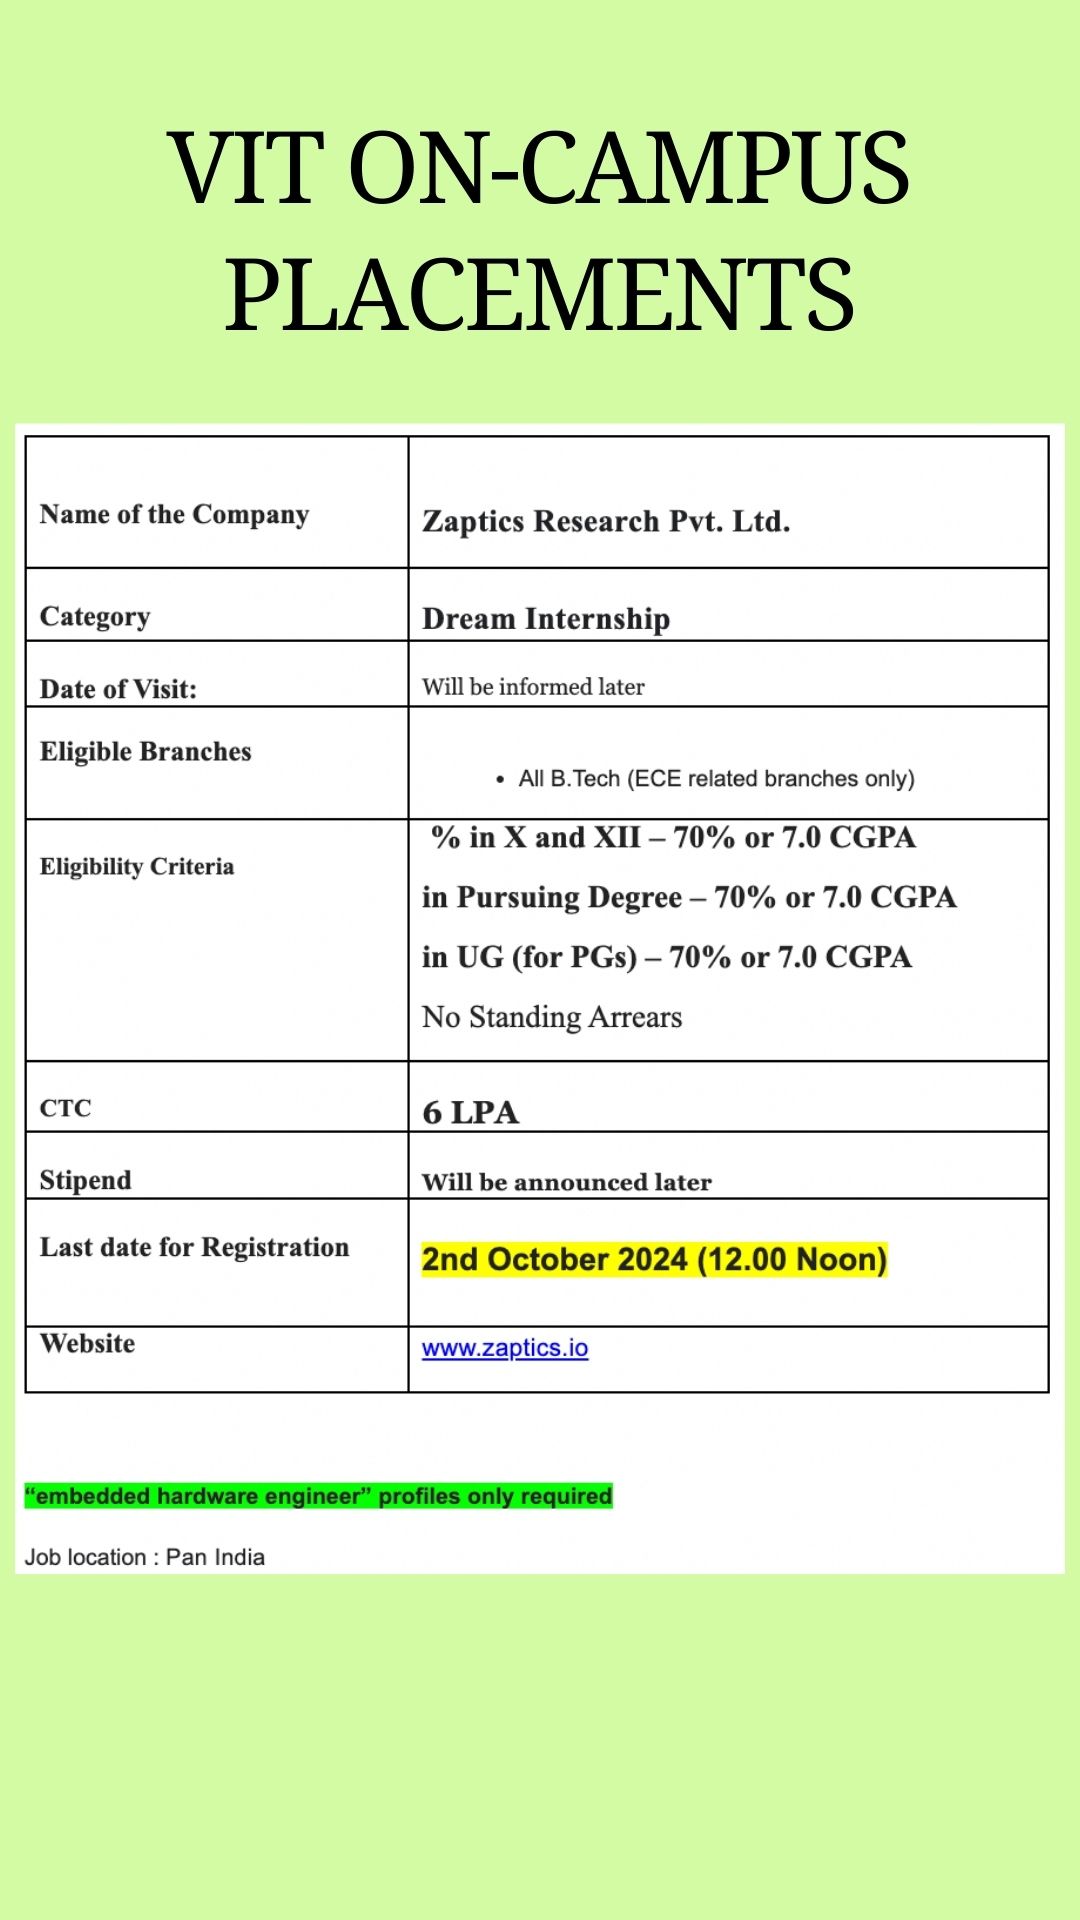 VIT ON-CAMPUS
PLACEMENTS
Name of the Company
Zaptics Research Pvt. Ltd.
Category
Dream Internship
Date of Visit:
Will be informed later
Eligible Branches
• All B.Tech (ECE related branches only)
Eligibility Criteria
% in X and XII – 70% or 7.0 CGPA
in Pursuing Degree – 70% or 7.0 CGPA
in UG (for PGs) – 70% or 7.0 CGPA
No Standing Arrears
CTC
6 LPA
Stipend
Will be announced later
Last date for Registration
2nd October 2024 (12.00 Noon)
Website
www.zaptics.io
“embedded hardware engineer” profiles only required
Job location : Pan India